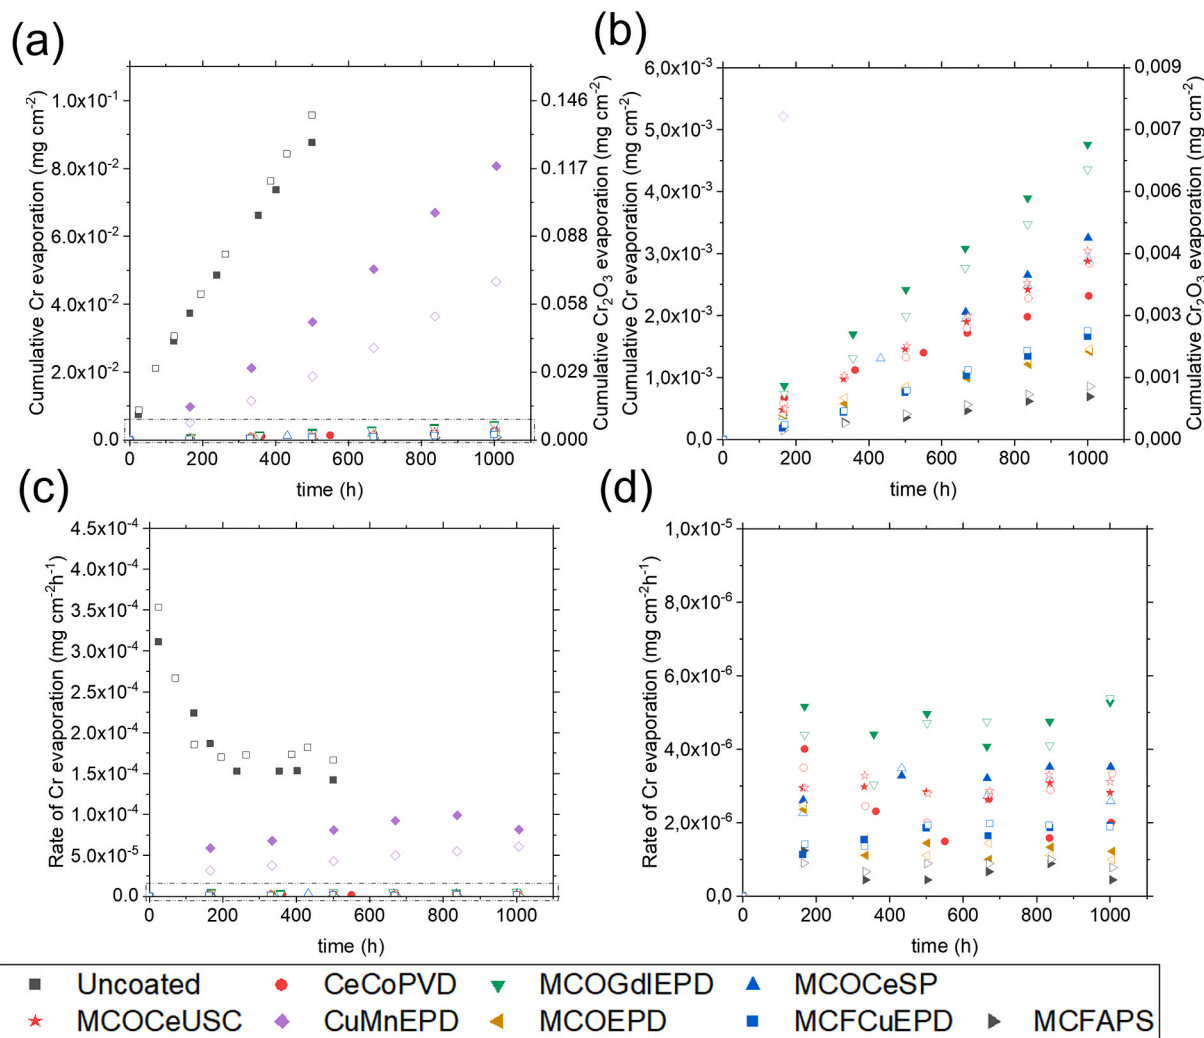 (a)
Cumulative Cr evaporation (mg cm⁻²)
1.0x10⁻¹
8.0x10⁻²
6.0x10⁻²
4.0x10⁻²
2.0x10⁻²
0.0
0 200 400 600 800 1000
time (h)
0.146
0.117
0.088
0.058
0.029
0.000
Cumulative Cr₂O₃ evaporation (mg cm⁻²)
(b)
Cumulative Cr evaporation (mg cm⁻²)
6,0x10⁻³
5,0x10⁻³
4,0x10⁻³
3,0x10⁻³
2,0x10⁻³
1,0x10⁻³
0,0
0 200 400 600 800 1000
time (h)
0,009
0,007
0,006
0,004
0,003
0,001
0,000
Cumulative Cr₂O₃ evaporation (mg cm⁻²)
(c)
Rate of Cr evaporation (mg cm⁻²h⁻¹)
4.5x10⁻⁴
4.0x10⁻⁴
3.5x10⁻⁴
3.0x10⁻⁴
2.5x10⁻⁴
2.0x10⁻⁴
1.5x10⁻⁴
1.0x10⁻⁴
5.0x10⁻⁵
0.0
0 200 400 600 800 1000
time (h)
(d)
Rate of Cr evaporation (mg cm⁻²h⁻¹)
1,0x10⁻⁵
8,0x10⁻⁶
6,0x10⁻⁶
4,0x10⁻⁶
2,0x10⁻⁶
0,0
0 200 400 600 800 1000
time (h)
Uncoated CeCoPVD MCOGdIEPD MCOCeSP
MCOCeUSC CuMnEPD MCOEPD MCFCuEPD MCFAPS